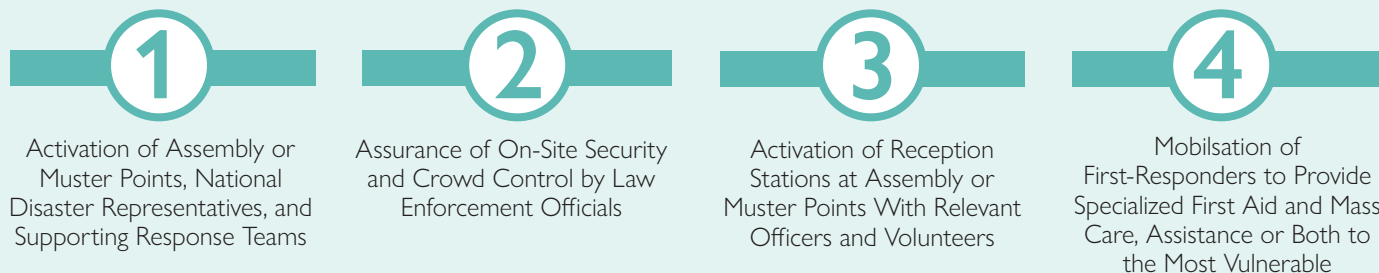 1
Activation of Assembly or
Muster Points, National
Disaster Representatives, and
Supporting Response Teams
2
Assurance of On-Site Security
and Crowd Control by Law
Enforcement Officials
3
Activation of Reception
Stations at Assembly or
Muster Points With Relevant
Officers and Volunteers
4
Mobilsation of
First-Responders to Provide
Specialized First Aid and Mass
Care, Assistance or Both to
the Most Vulnerable